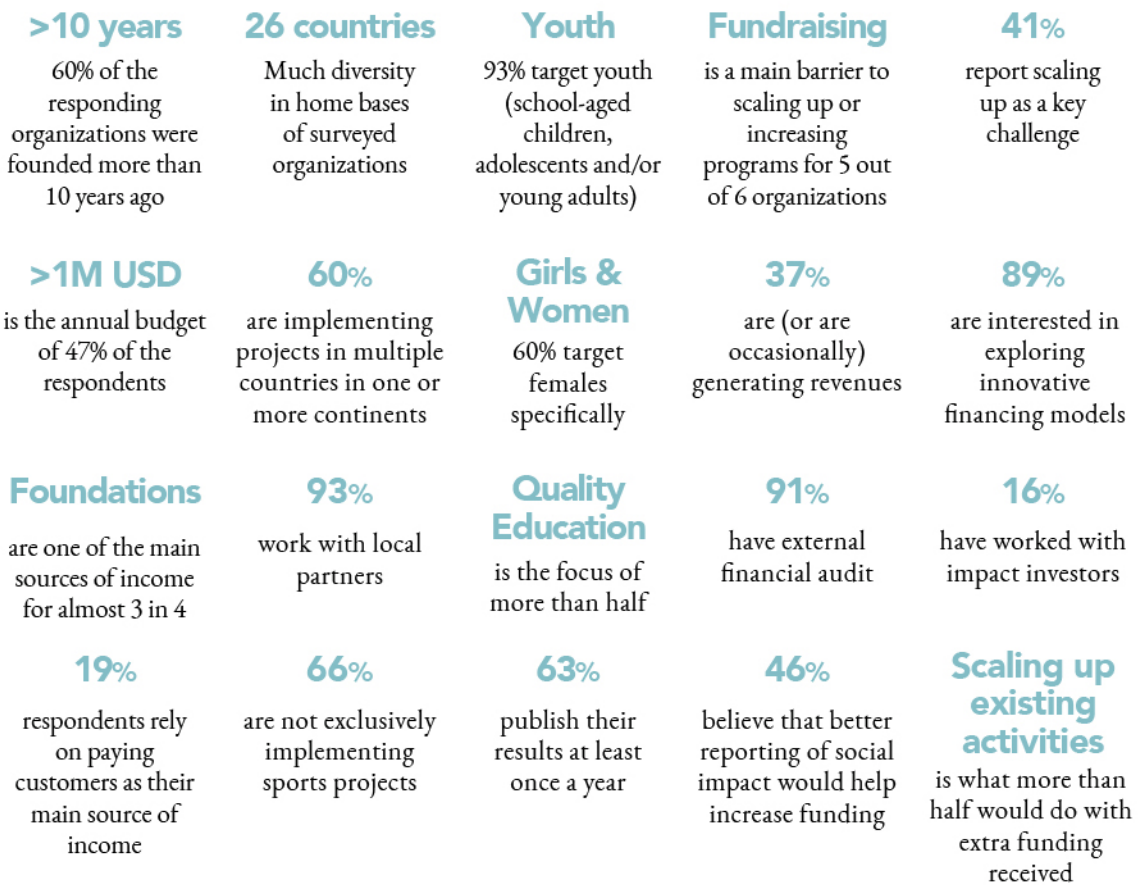 >10 years
60% of the
responding
organizations were
founded more than
10 years ago
26 countries
Much diversity
in home bases
of surveyed
organizations
Youth
93% target youth
(school-aged
children,
adolescents and/or
young adults)
Fundraising
is a main barrier to
scaling up or
increasing
programs for 5 out
of 6 organizations
41%
report scaling
up as a key
challenge
>1M USD
is the annual budget
of 47% of the
respondents
60%
are implementing
projects in multiple
countries in one or
more continents
Girls &
Women
60% target
females
specifically
37%
are (or are
occasionally)
generating revenues
89%
are interested in
exploring
innovative
financing models
Foundations
are one of the main
sources of income
for almost 3 in 4
93%
work with local
partners
Quality
Education
is the focus of
more than half
91%
have external
financial audit
16%
have worked with
impact investors
19%
respondents rely
on paying
customers as their
main source of
income
66%
are not exclusively
implementing
sports projects
63%
publish their
results at least
once a year
46%
believe that better
reporting of social
impact would help
increase funding
Scaling up
existing
activities
is what more than
half would do with
extra funding
received